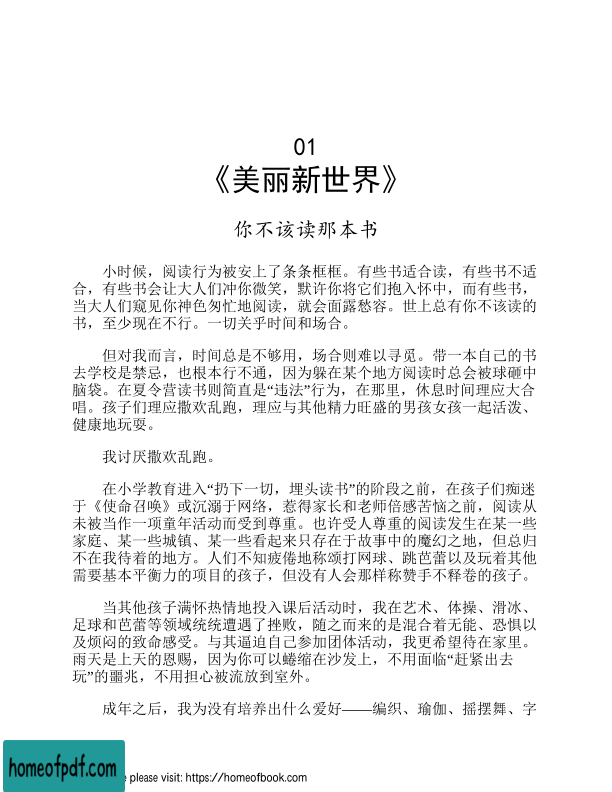 01
《美丽新世界》
你不该读那本书
小时候，阅读行为被安上了条条框框。有些书适合读，有些书不适
合，有些书会让大人们冲你微笑，默许你将它们抱入怀中，而有些书，
当大人们窥见你神色匆忙地阅读，就会面露愁容。世上总有你不该读的
书，至少现在不行。一切关乎时间和场合。
但对我而言，时间总是不够用，场合则难以寻觅。带一本自己的书
去学校是禁忌，也根本行不通，因为躲在某个地方阅读时总会被球砸中
脑袋。在夏令营读书则简直是“违法”行为，在那里，休息时间理应大合
唱。孩子们理应撒欢乱跑，理应与其他精力旺盛的男孩女孩一起活泼、
健康地玩耍。
我讨厌撒欢乱跑。
在小学教育进入“扔下一切，埋头读书”的阶段之前，在孩子们痴迷
于《使命召唤》或沉溺于网络，惹得家长和老师倍感苦恼之前，阅读从
未被当作一项童年活动而受到尊重。也许受人尊重的阅读发生在某一些
家庭、某一些城镇、某一些看起来只存在于故事中的魔幻之地，但总归
不在我待着的地方。人们不知疲倦地称颂打网球、跳芭蕾以及玩着其他
需要基本平衡力的项目的孩子，但没有人会那样称赞手不释卷的孩子。
当其他孩子满怀热情地投入课后活动时，我在艺术、体操、滑冰、
足球和芭蕾等领域统统遭遇了挫败，随之而来的是混合着无能、恐惧以
及烦闷的致命感受。与其逼迫自己参加团体活动，我更希望待在家里。
雨天是上天的恩赐，因为你可以蜷缩在沙发上，不用面临“赶紧出去
玩”的噩兆，不用担心被流放到室外。
成年之后，我为没有培养出什么爱好——编织、瑜伽、摇摆舞、字
homeofpdf.com
please visit: https://homeofbook.com